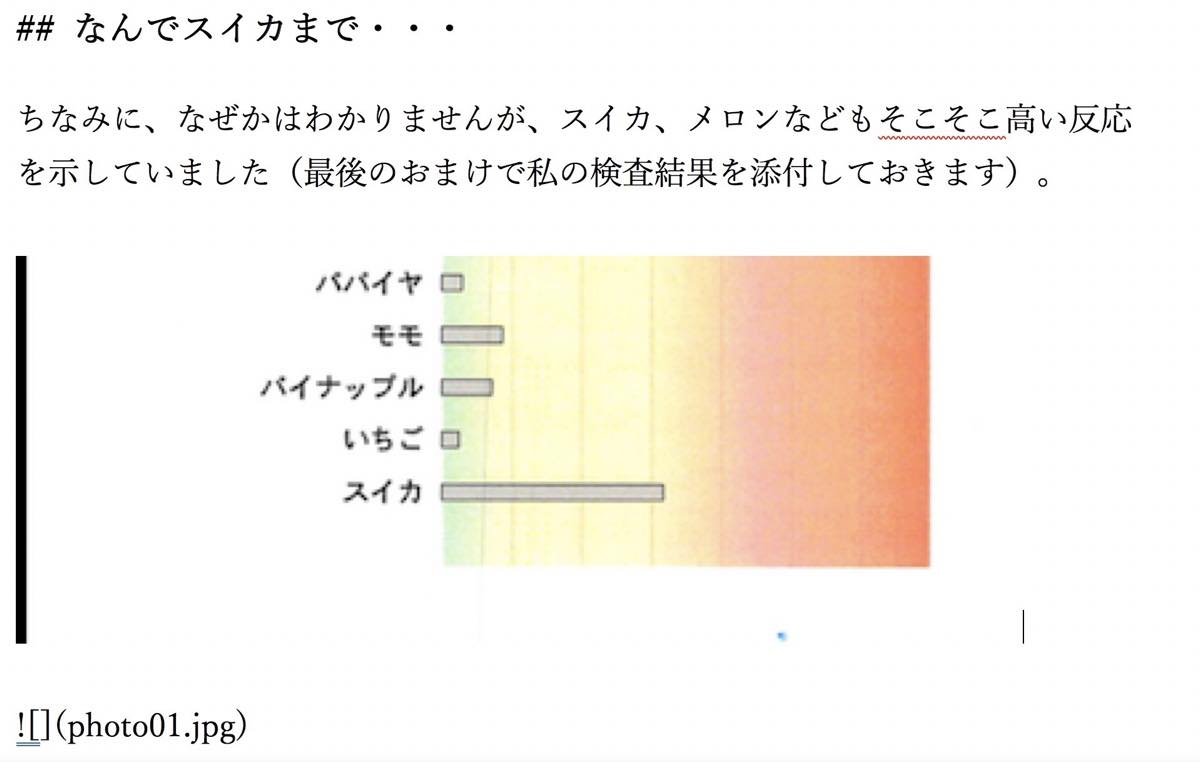 ## なんでスイカまで・・・
ちなみに、なぜかはわかりませんが、スイカ、メロンなどもそこそこ高い反応
を示していました（最後のおまけで私の検査結果を添付しておきます）。
パパイヤ
モモ
パイナップル
いちご
スイカ
![](photo01.jpg)